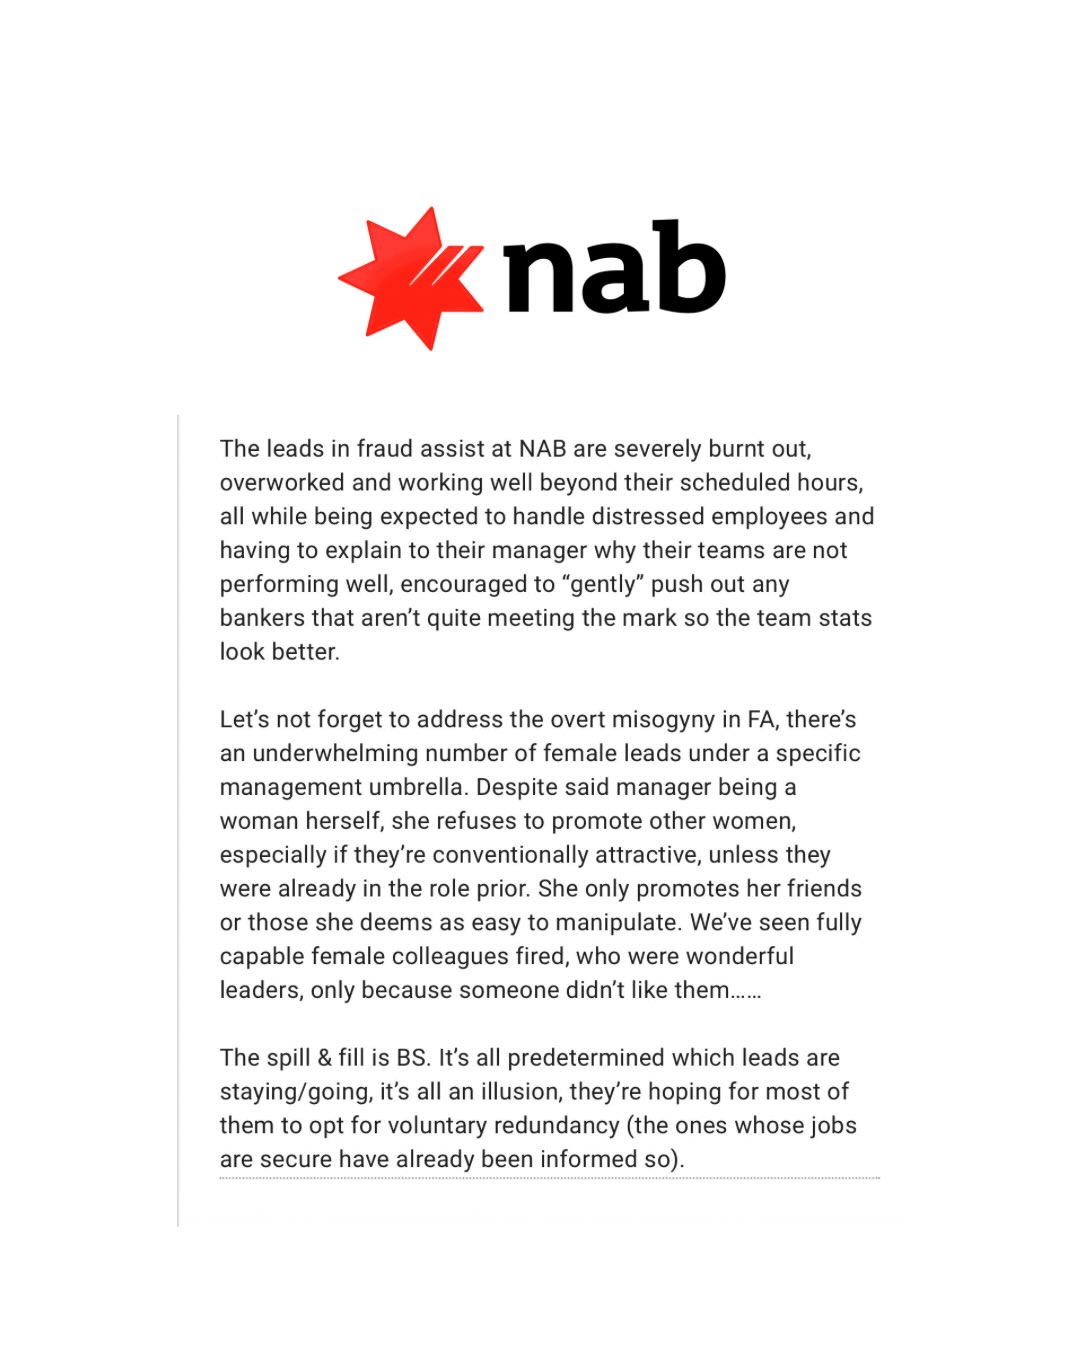 nab
The leads in fraud assist at NAB are severely burnt out,
overworked and working well beyond their scheduled hours,
all while being expected to handle distressed employees and
having to explain to their manager why their teams are not
performing well, encouraged to “gently” push out any
bankers that aren’t quite meeting the mark so the team stats
look better.
Let’s not forget to address the overt misogyny in FA, there’s
an underwhelming number of female leads under a specific
management umbrella. Despite said manager being a
woman herself, she refuses to promote other women,
especially if they’re conventionally attractive, unless they
were already in the role prior. She only promotes her friends
or those she deems as easy to manipulate. We’ve seen fully
capable female colleagues fired, who were wonderful
leaders, only because someone didn’t like them......
The spill & fill is BS. It’s all predetermined which leads are
staying/going, it’s all an illusion, they’re hoping for most of
them to opt for voluntary redundancy (the ones whose jobs
are secure have already been informed so).